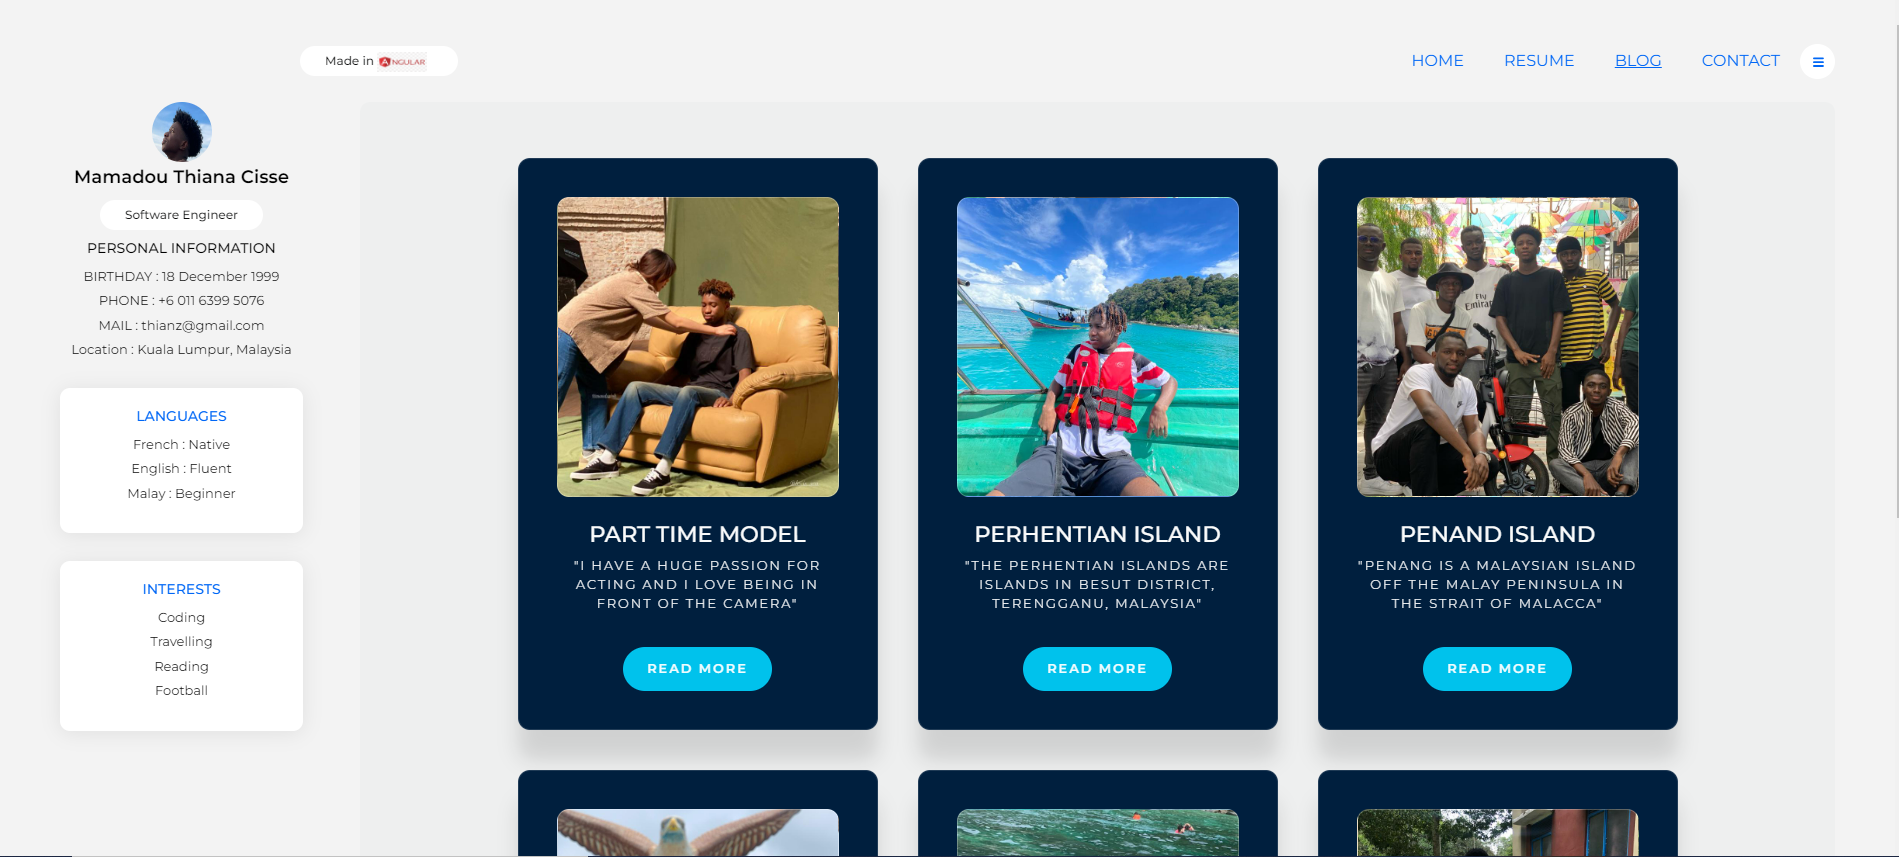 Made in ANGULAR
HOME RESUME BLOG CONTACT
Mamadou Thiana Cisse
Software Engineer
PERSONAL INFORMATION
BIRTHDAY : 18 December 1999
PHONE : +6 011 6399 5076
MAIL : thianz@gmail.com
Location : Kuala Lumpur, Malaysia
LANGUAGES
French : Native
English : Fluent
Malay : Beginner
INTERESTS
Coding
Travelling
Reading
Football
PART TIME MODEL
"I HAVE A HUGE PASSION FOR
ACTING AND I LOVE BEING IN
FRONT OF THE CAMERA"
READ MORE
PERHENTIAN ISLAND
"THE PERHENTIAN ISLANDS ARE
ISLANDS IN BESUT DISTRICT,
TERENGGANU, MALAYSIA"
READ MORE
Fly
Emirates
PENAND ISLAND
"PENANG IS A MALAYSIAN ISLAND
OFF THE MALAY PENINSULA IN
THE STRAIT OF MALACCA"
READ MORE